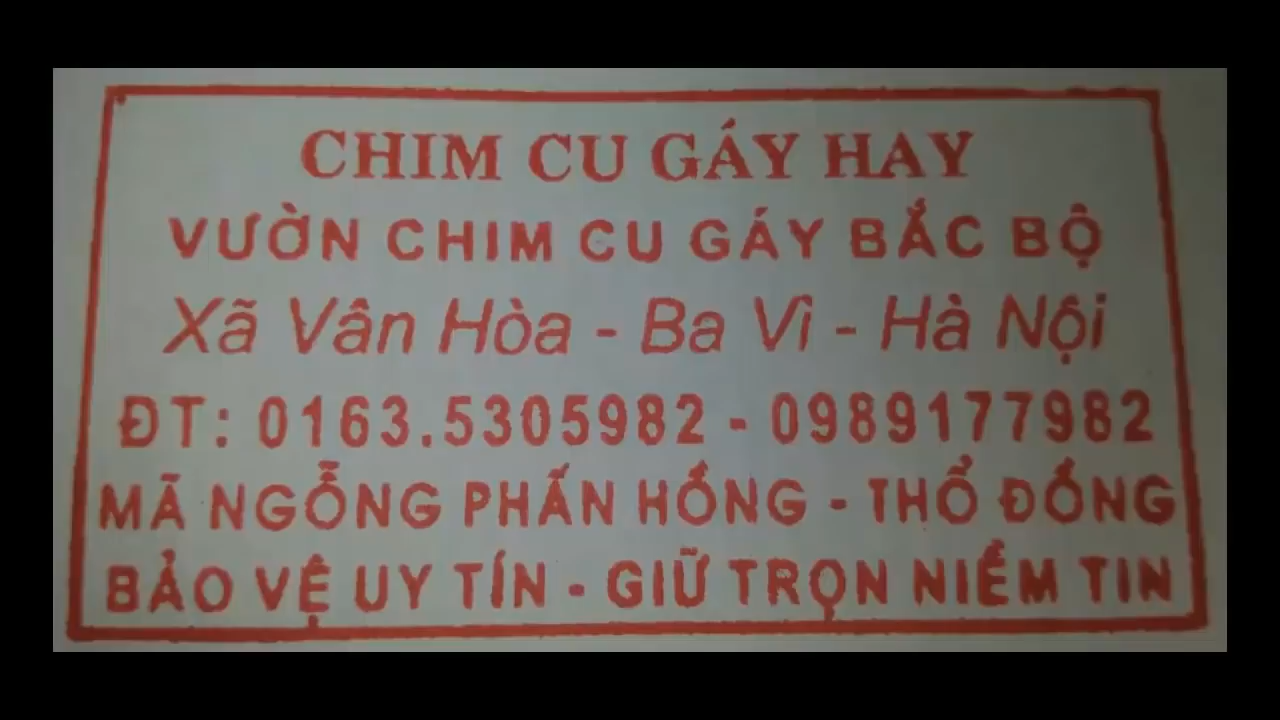 CHIM CU GÁY HAY
VƯỜN CHIM CU GÁY BẮC BỘ
Xã Vân Hòa - Ba Vì - Hà Nội
ĐT: 0163.5305982 - 0989177982
MÃ NGỖNG PHẤN HỒNG - THỔ ĐỒNG
BẢO VỆ UY TÍN - GIỮ TRỌN NIỀM TIN